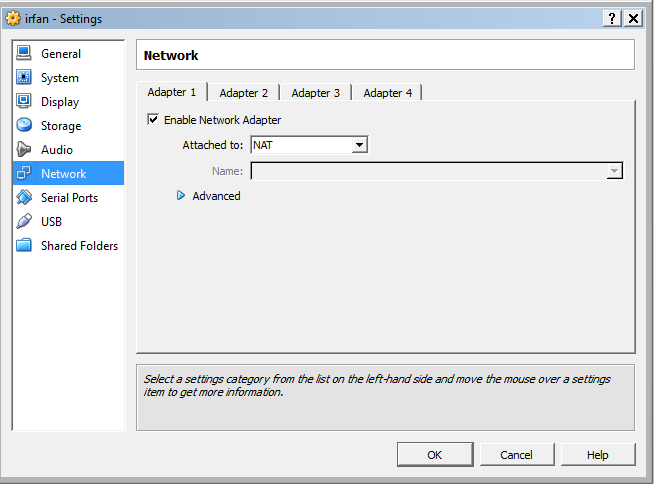 irfan - Settings
General
System
Display
Storage
Audio
Network
Serial Ports
USB
Shared Folders
Network
Adapter 1 Adapter 2 Adapter 3 Adapter 4
Enable Network Adapter
Attached to: NAT
Name:
Advanced
Select a settings category from the list on the left-hand side and move the mouse over a settings
item to get more information.
OK Cancel Help